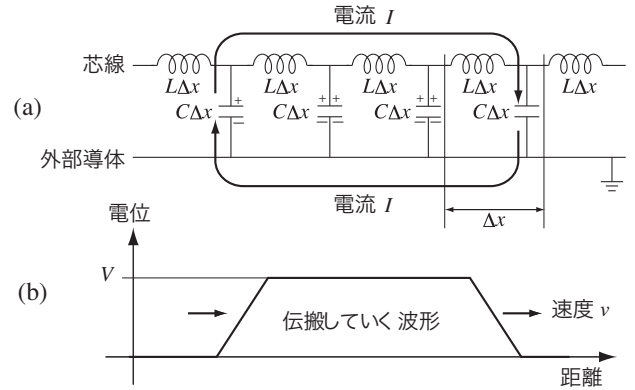 電流 I
芯線
LΔx LΔx LΔx LΔx LΔx
(a)
CΔx + CΔx ++ CΔx ++ CΔx
外部導体
電流 I
Δx
電位
V
(b)
伝搬していく波形
速度 v
距離